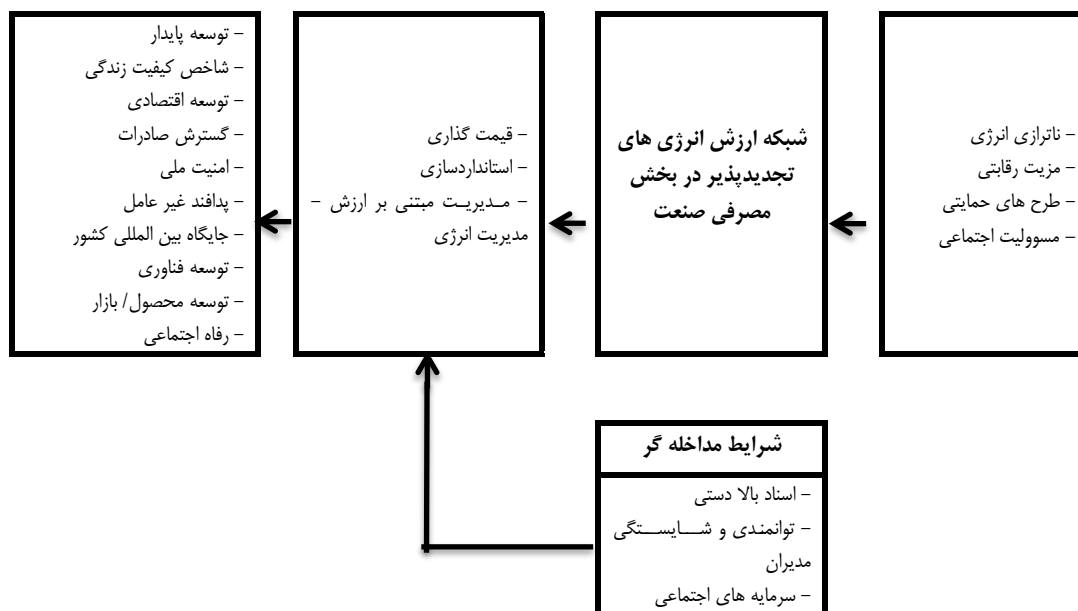 - ناترازی انرژی
- مزیت رقابتی
- طرح های حمایتی
- مسوولیت اجتماعی
شبکه ارزش انرژی های
تجدیدپذیر در بخش
مصرفی صنعت
- قیمت گذاری
- استانداردسازی
- مـدیریـت مبتنی بر ارزش -
مدیریت انرژی
- توسعه پایدار
- شاخص کیفیت زندگی
- توسعه اقتصادی
- گسترش صادرات
- امنیت ملی
- پدافند غیر عامل
- جایگاه بین المللی کشور
- توسعه فناوری
- توسعه محصول/ بازار
- رفاه اجتماعی
شرایط مداخله گر
- اسناد بالا دستی
- توانمندی و شـــایســـتگی
مدیران
- سرمایه های اجتماعی